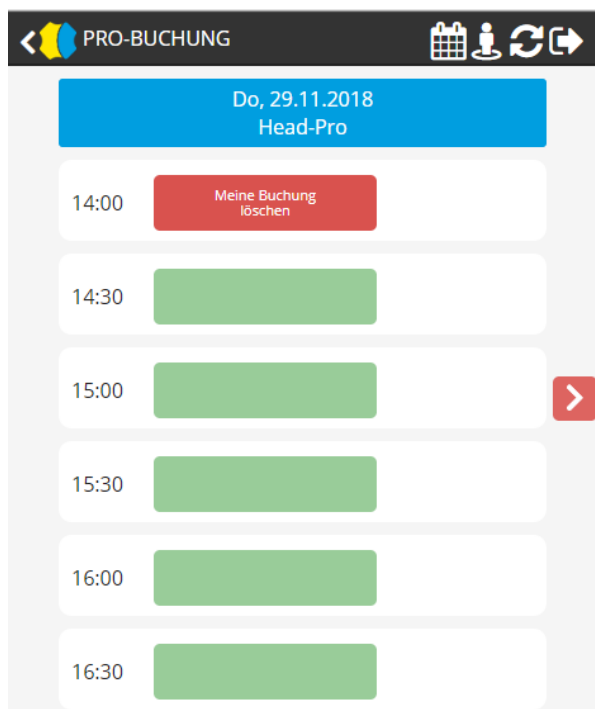 PRO-BUCHUNG
Do, 29.11.2018
Head-Pro
14:00
Meine Buchung
löschen
14:30
15:00
15:30
16:00
16:30